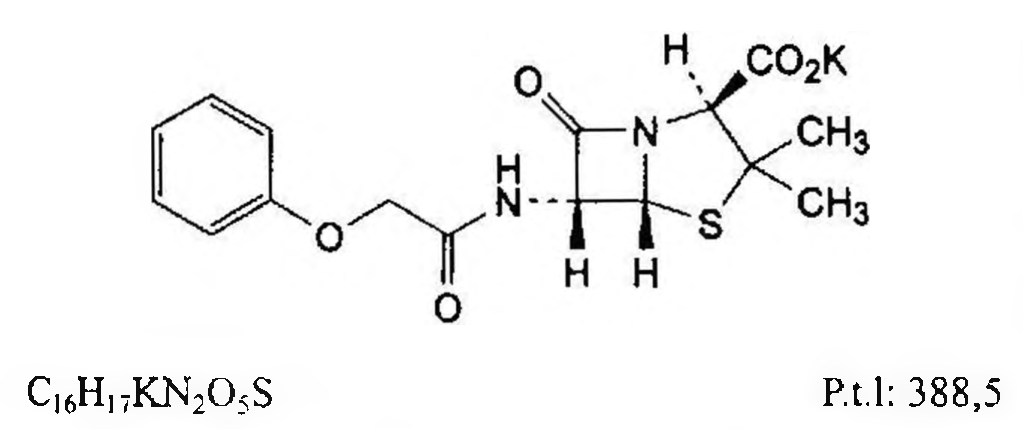 H
CO₂K
O
N
CH₃
H
N
CH₃
S
O
H H
O
C₁₆H₁₇KN₂O₅S P.t.l: 388,5